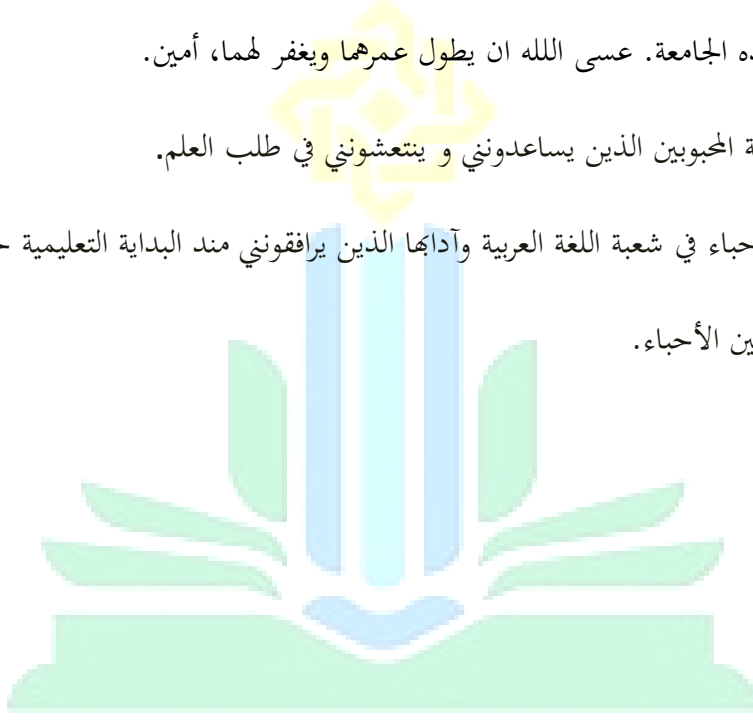 ه الجامعة. عسى اللله ان يطول عمرهما ويغفر لهما، أمين.
ة المحبوبين الذين يساعدونني و ينتعشونني في طلب العلم.
حباء في شعبة اللغة العربية وآدابها الذين يرافقونني مند البداية التعليمية ح
ين الأحباء.